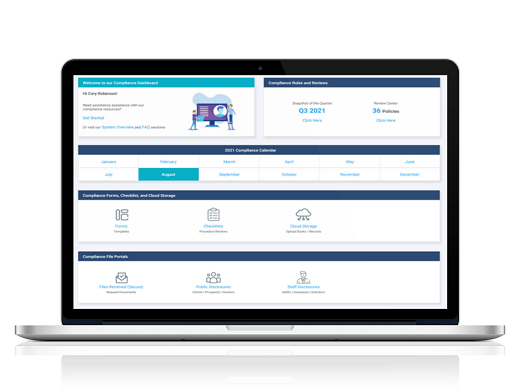 Welcome to our Compliance Dashboard
Hi Cory Roberson!
Need assistance assistance with our
compliance resources?
Get Started
Or visit our System Overview and FAQ sections
Compliance Rules and Reviews
Snapshot of the Quarter
Q3 2021
Click Here
Review Center
36 Policies
Click Here
2021 Compliance Calendar
January February March April May June
July August September October November December
Compliance Forms, Checklist, and Cloud Storage
Forms
Templates
Checklists
Procedure Reviews
Cloud Storage
Upload Books / Records
Compliance File Portals
Files Received (Secure)
Request Documents
Public Disclosures
Clients / Prospects / Vendors
Staff Disclosures